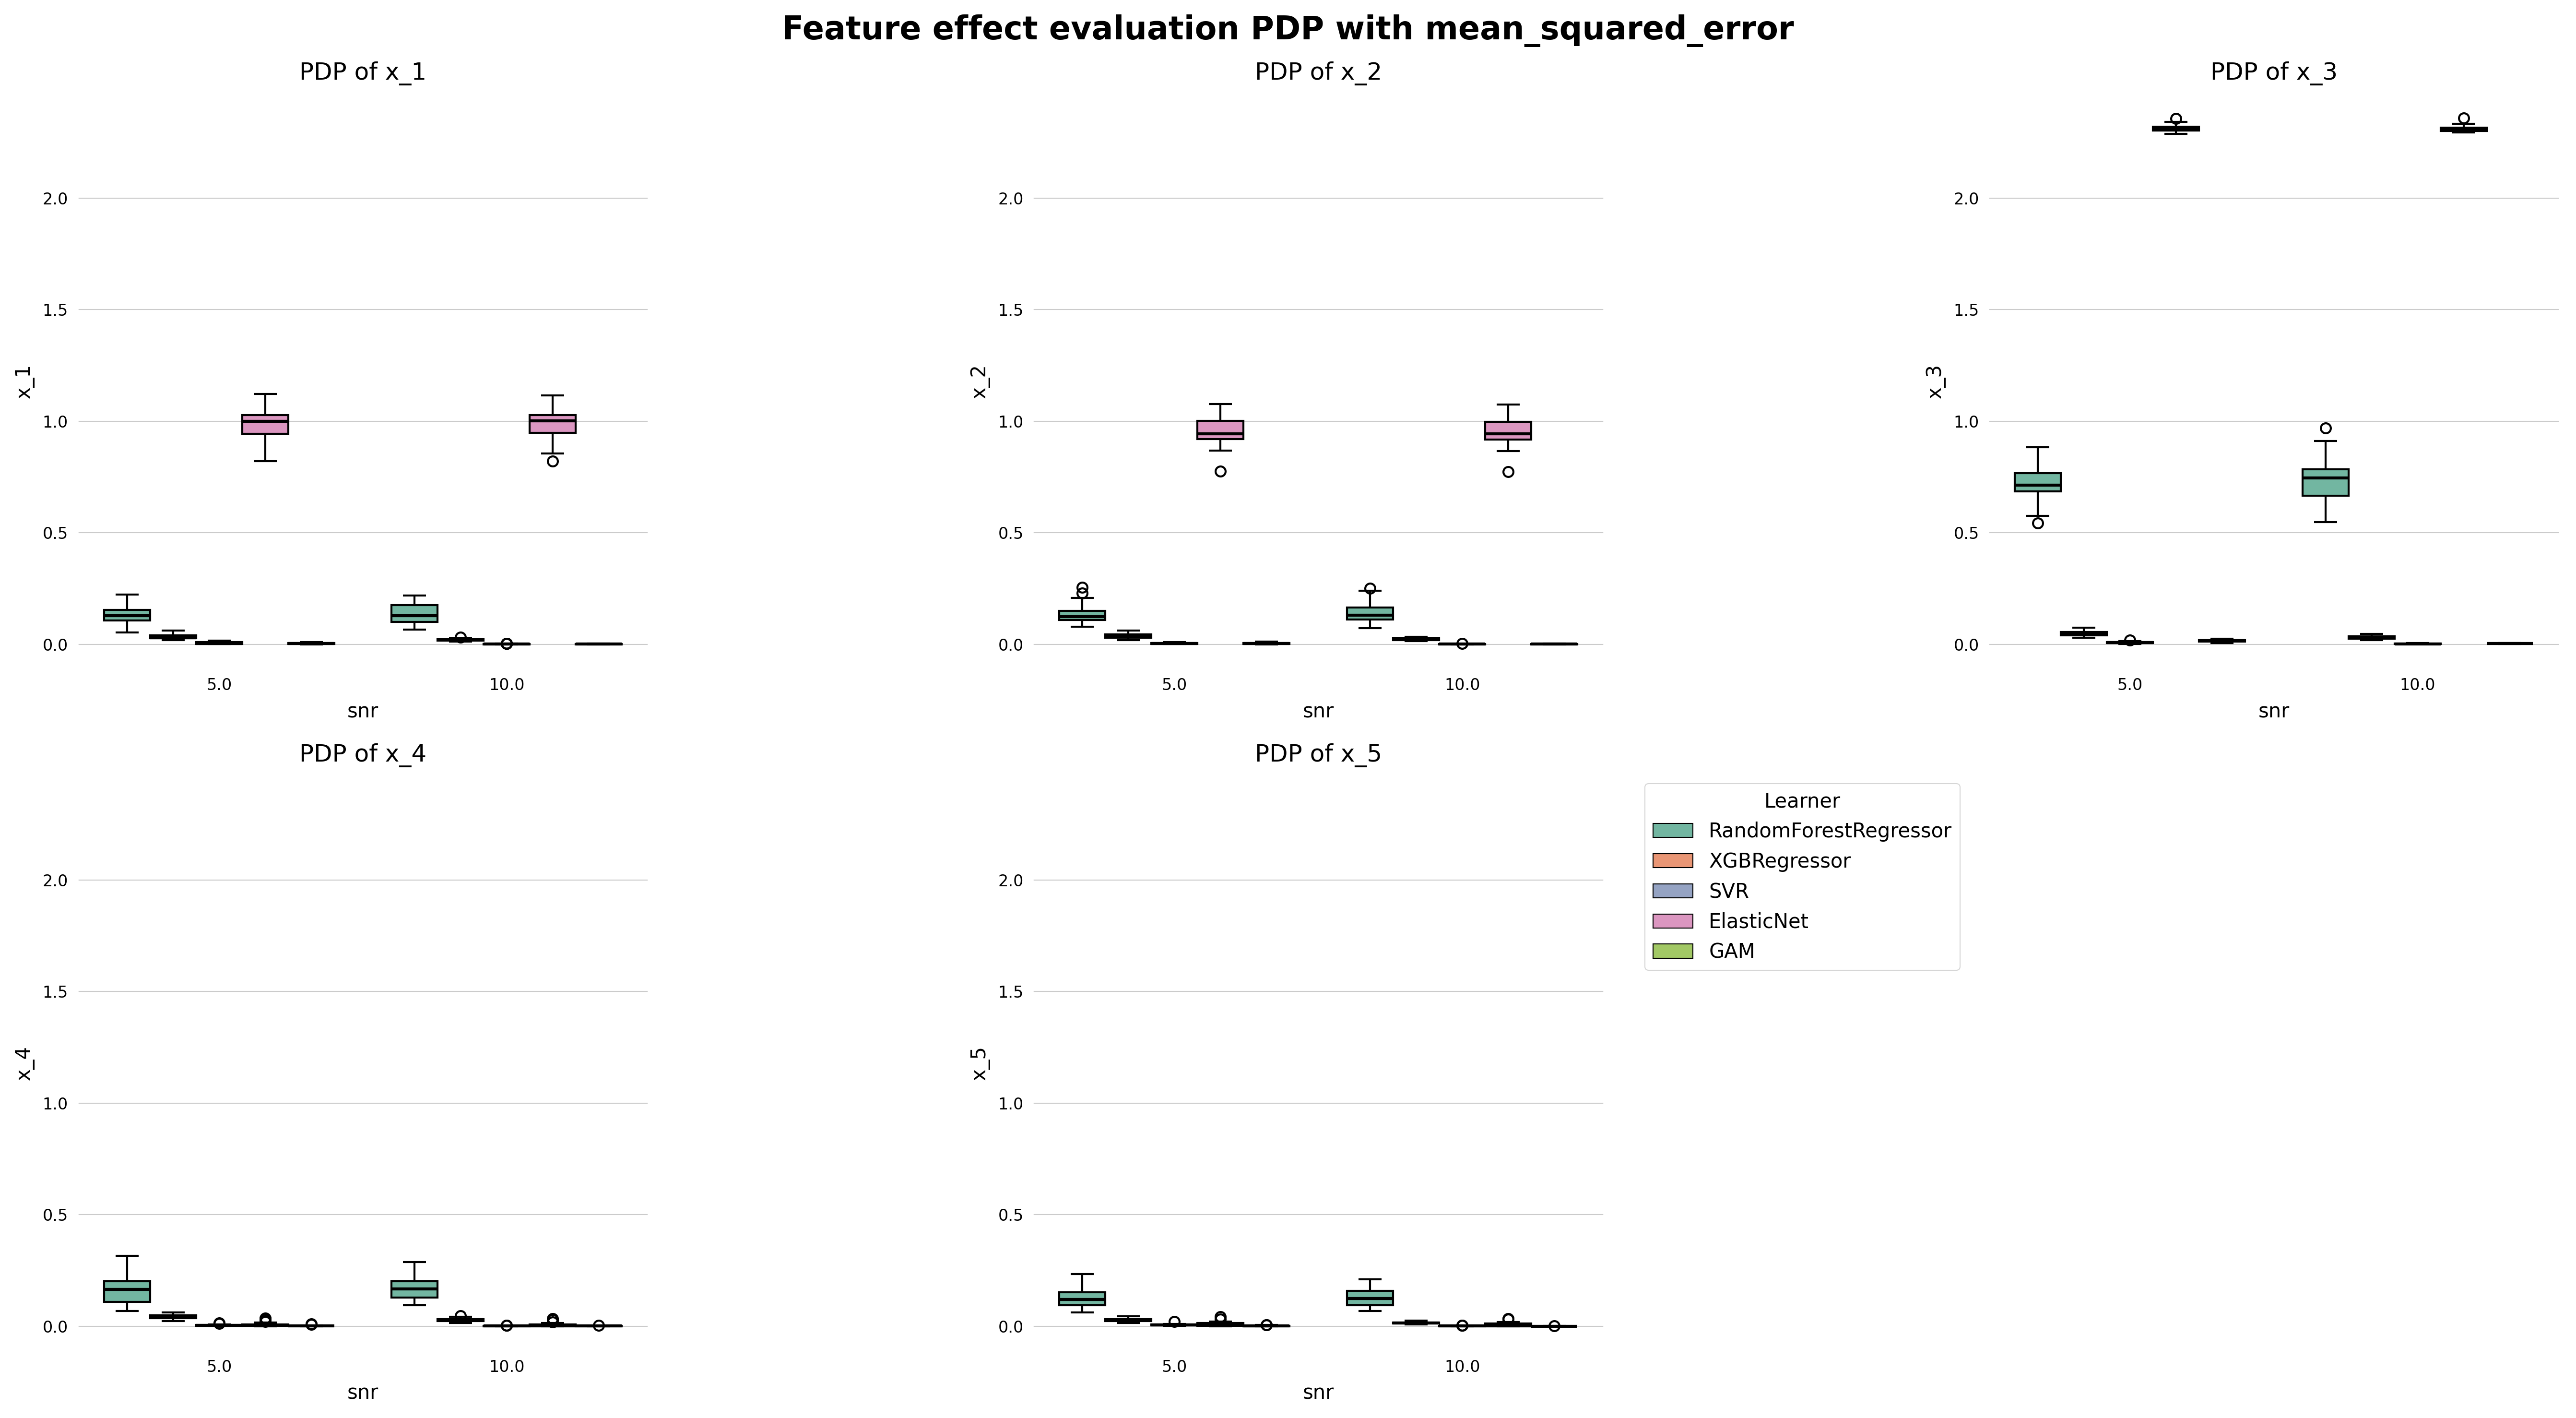 Feature effect evaluation PDP with mean_squared_error
PDP of x_1
2.0
1.5
1.0
0.5
0.0
x_1
5.0
10.0
snr
PDP of x_2
2.0
1.5
1.0
0.5
0.0
x_2
5.0
10.0
snr
PDP of x_3
2.0
1.5
1.0
0.5
0.0
x_3
5.0
10.0
snr
PDP of x_4
2.0
1.5
1.0
0.5
0.0
x_4
5.0
10.0
snr
PDP of x_5
2.0
1.5
1.0
0.5
0.0
x_5
5.0
10.0
snr
Learner
RandomForestRegressor
XGBRegressor
SVR
ElasticNet
GAM